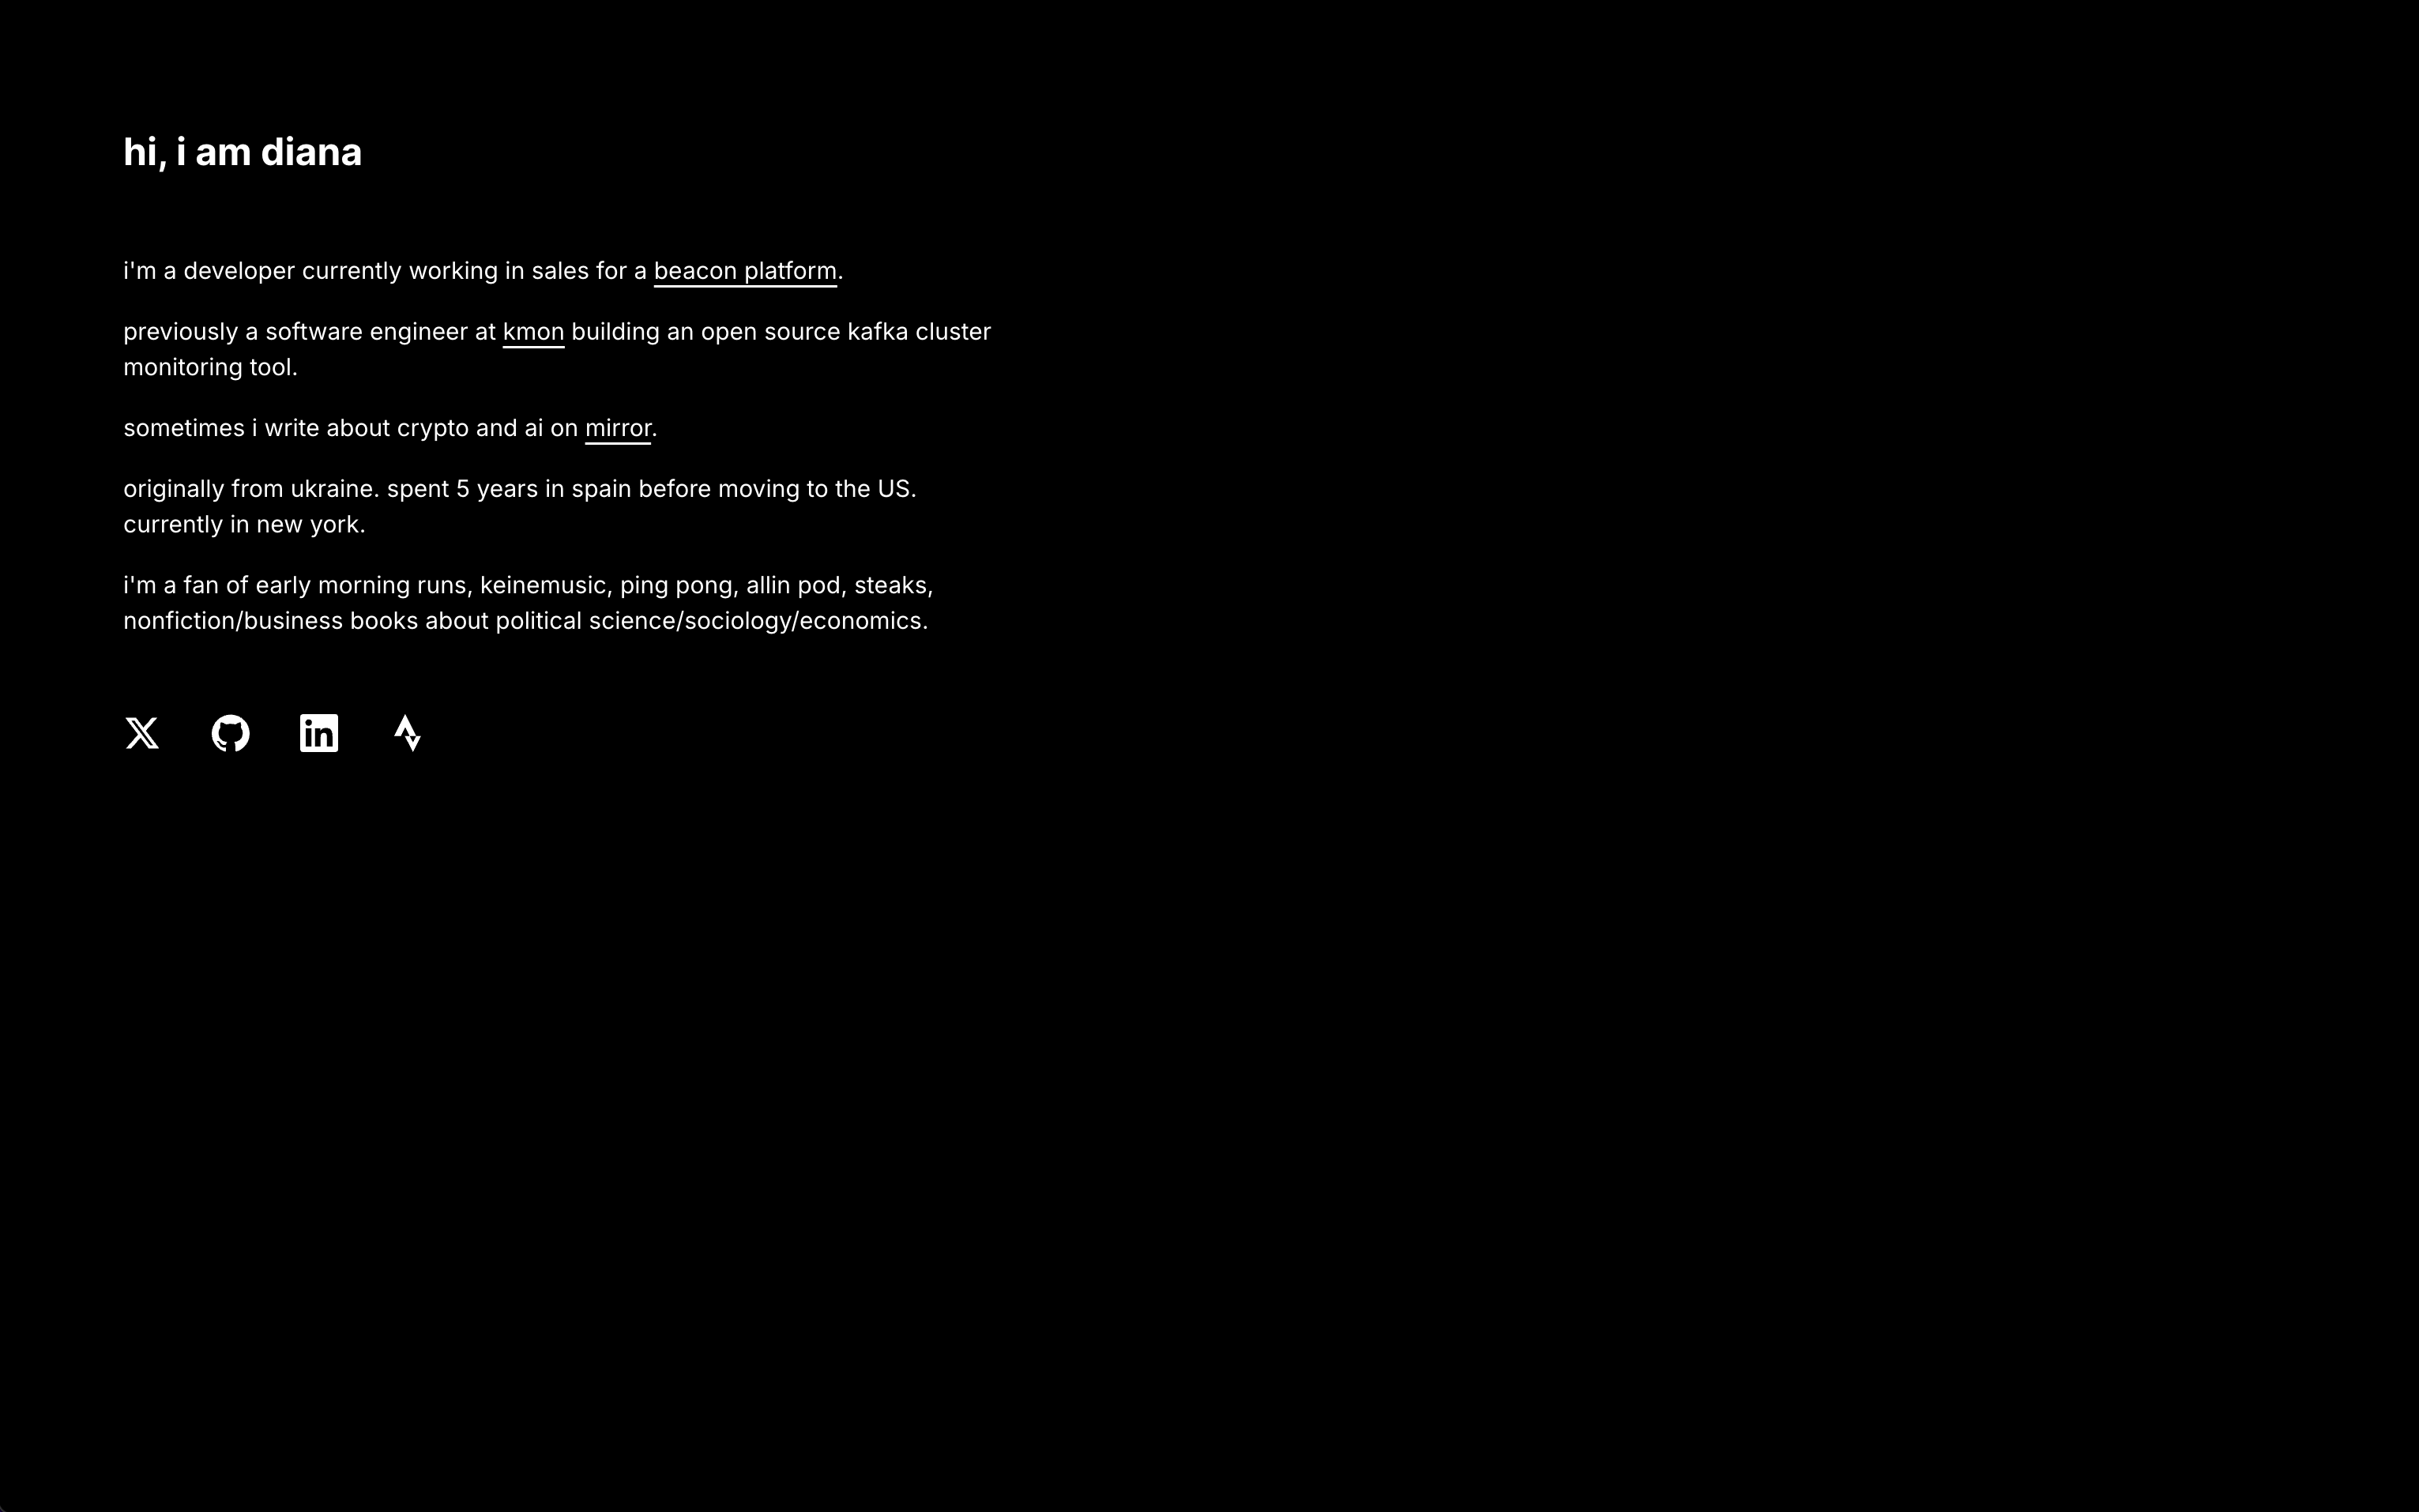 hi, i am diana
i'm a developer currently working in sales for a beacon platform.
previously a software engineer at kmon building an open source kafka cluster
monitoring tool.
sometimes i write about crypto and ai on mirror.
originally from ukraine. spent 5 years in spain before moving to the US.
currently in new york.
i'm a fan of early morning runs, keinemusic, ping pong, allin pod, steaks,
nonfiction/business books about political science/sociology/economics.
X
in